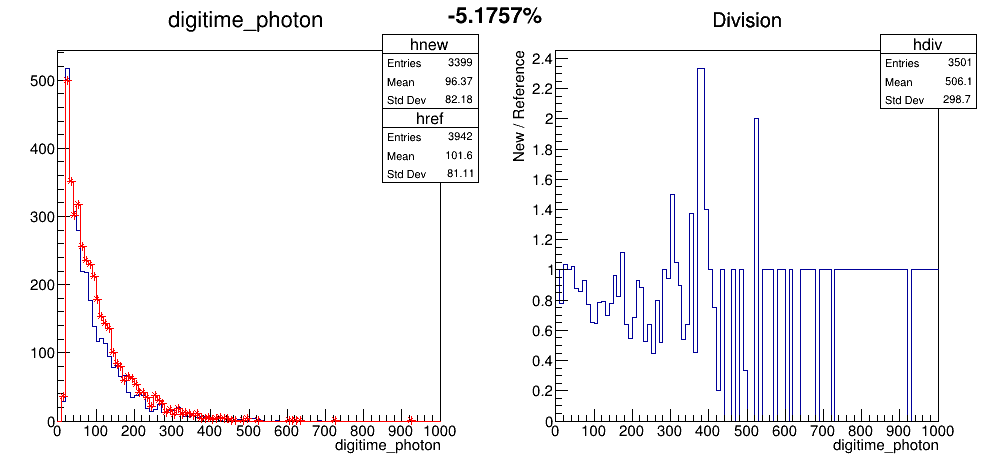 -5.1757%
digitime_photon
hnew
Entries 3399
Mean 96.37
Std Dev 82.18
href
Entries 3942
Mean 101.6
Std Dev 81.11
500
400
300
200
100
0
0 100 200 300 400 500 600 700 800 900 1000
digitime_photon
Division
hdiv
Entries 3501
Mean 506.1
Std Dev 298.7
New / Reference
2.4
2.2
2
1.8
1.6
1.4
1.2
1
0.8
0.6
0.4
0.2
0
0 100 200 300 400 500 600 700 800 900 1000
digitime_photon